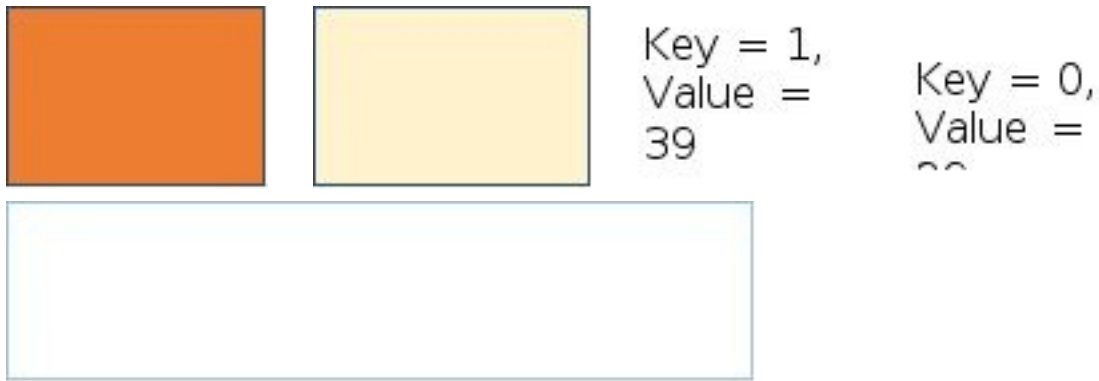 Key = 1,
Value =
39
Key = 0,
Value =